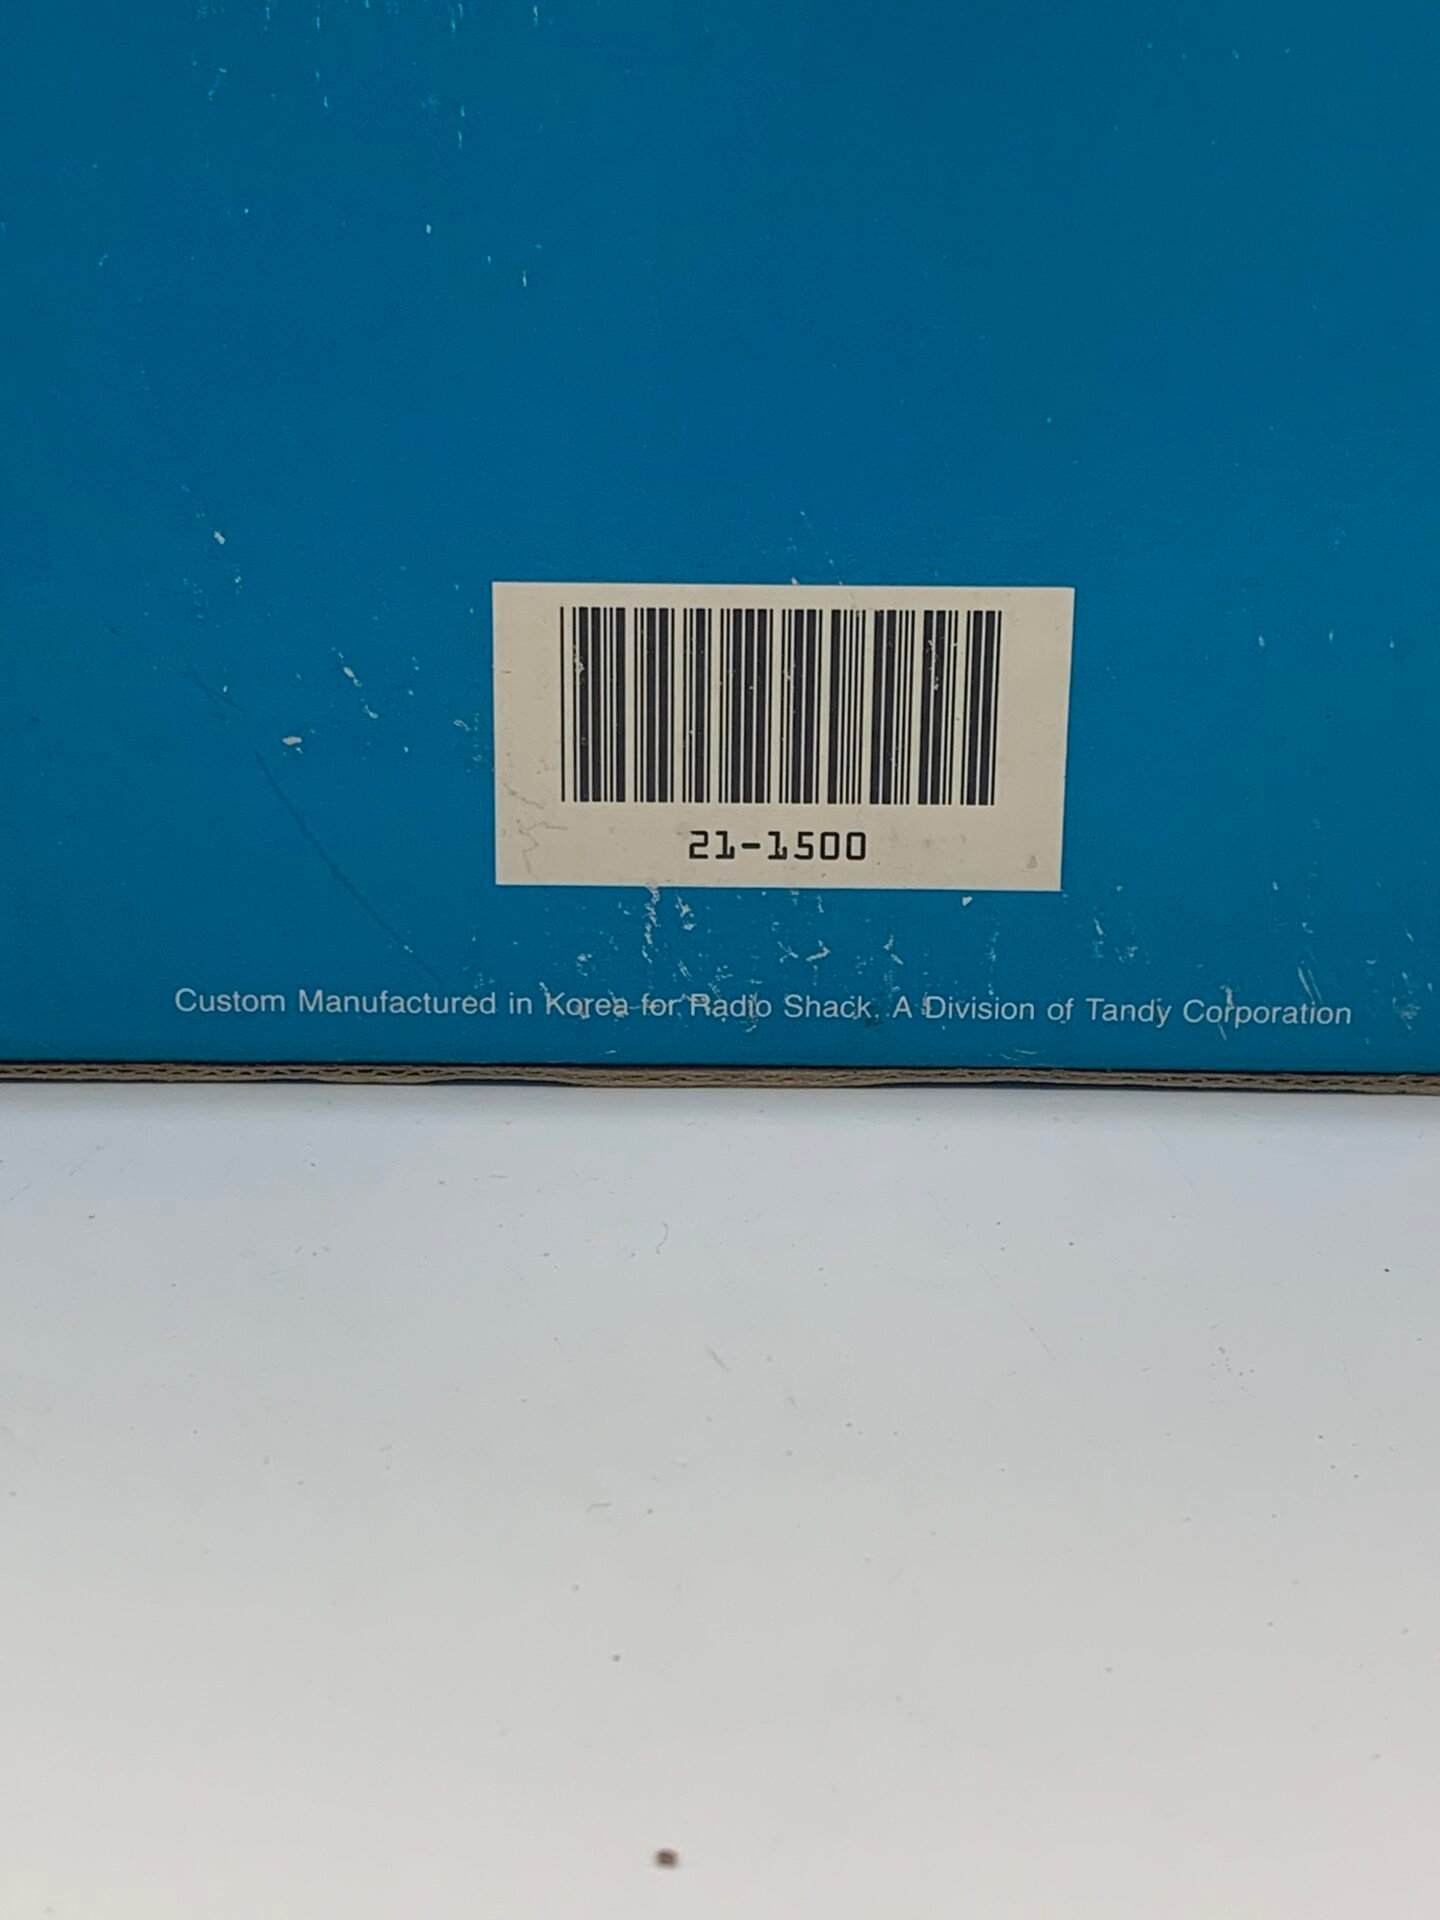 21-1500
Custom Manufactured in Korea for Radio Shack, A Division of Tandy Corporation